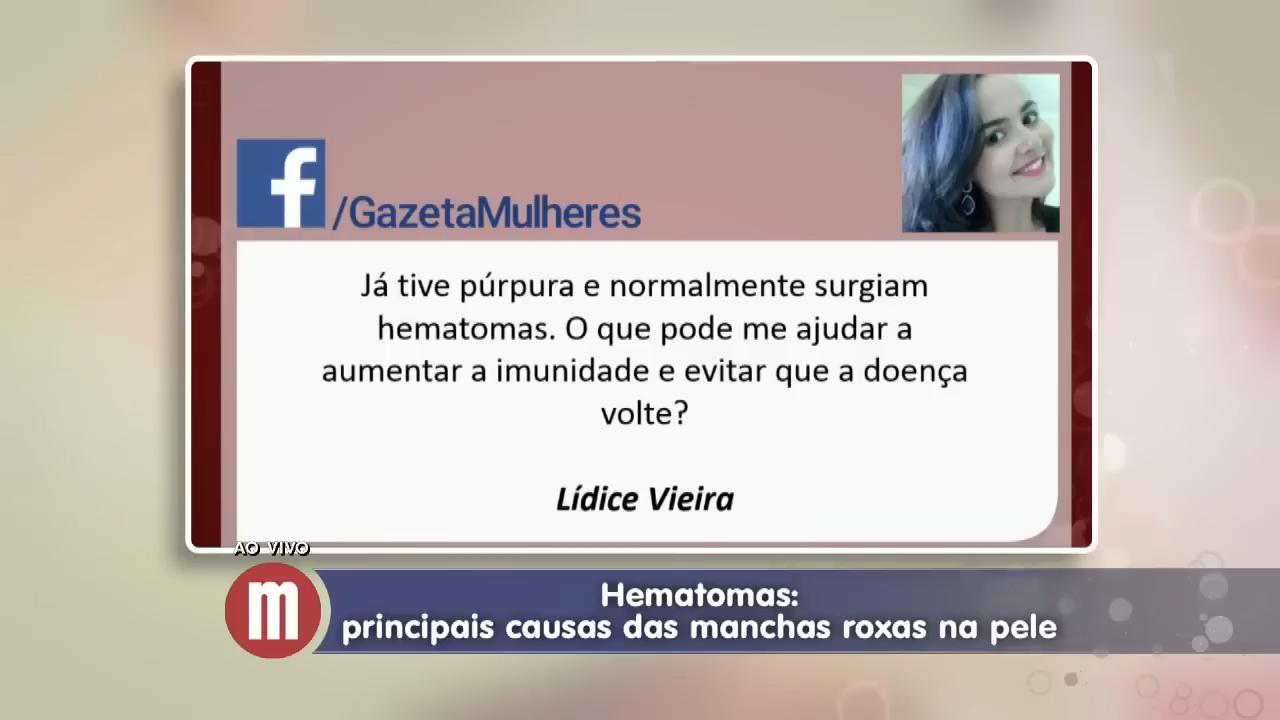 f
/GazetaMulheres
Já tive púrpura e normalmente surgiam
hematomas. O que pode me ajudar a
aumentar a imunidade e evitar que a doença
volte?
Lídice Vieira
AO VIVO
m
Hematomas:
principais causas das manchas roxas na pele